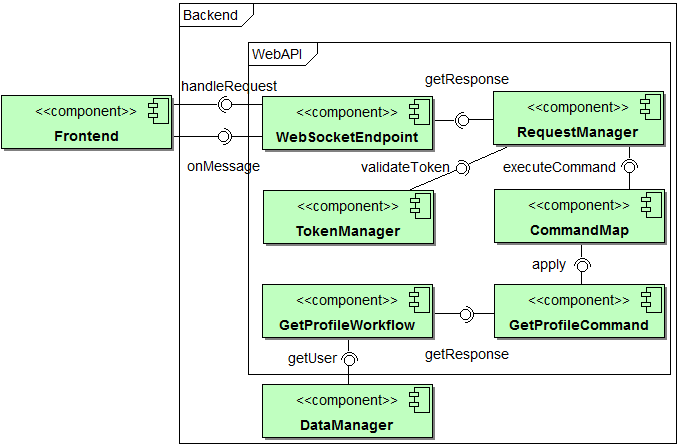 Backend
WebAPI
handleRequest
getResponse
<<component>>
Frontend
<<component>>
WebSocketEndpoint
<<component>>
RequestManager
onMessage
validateToken
executeCommand
<<component>>
TokenManager
<<component>>
CommandMap
apply
<<component>>
GetProfileWorkflow
<<component>>
GetProfileCommand
getUser
getResponse
<<component>>
DataManager